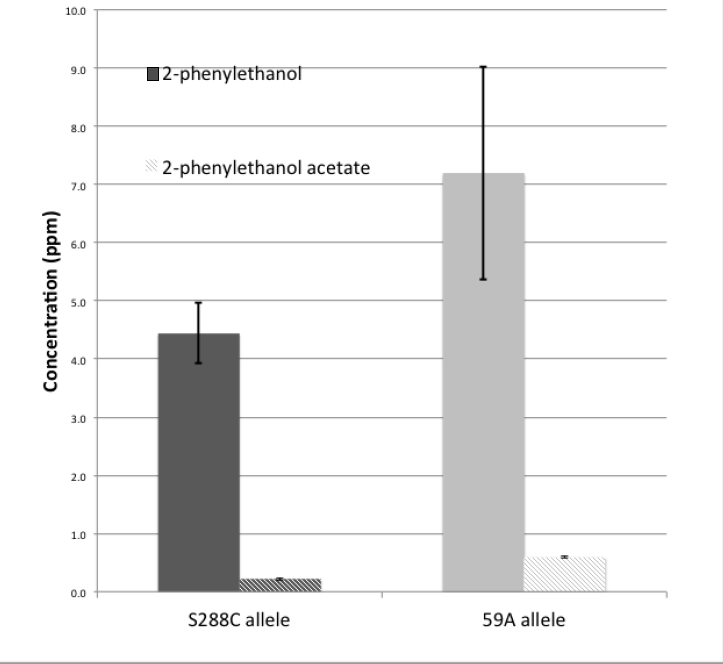 10.0
9.0
2-phenylethanol
8.0
2-phenylethanol acetate
7.0
6.0
5.0
4.0
3.0
2.0
1.0
0.0
Concentration (ppm)
S288C allele
59A allele